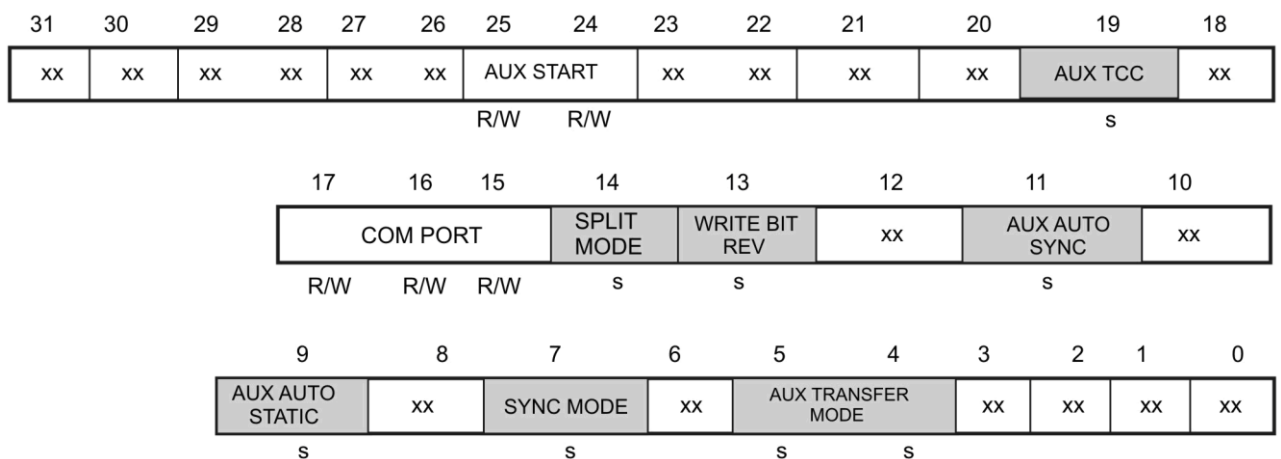 31 30 29 28 27 26 25 24 23 22 21 20 19 18
xx xx xx xx xx xx AUX START xx xx xx xx AUX TCC xx
R/W R/W s
17 16 15 14 13 12 11 10
COM PORT SPLIT MODE WRITE BIT REV xx AUX AUTO SYNC xx
R/W R/W R/W s s s
9 8 7 6 5 4 3 2 1 0
AUX AUTO STATIC xx SYNC MODE xx AUX TRANSFER MODE xx xx xx xx
s s s s